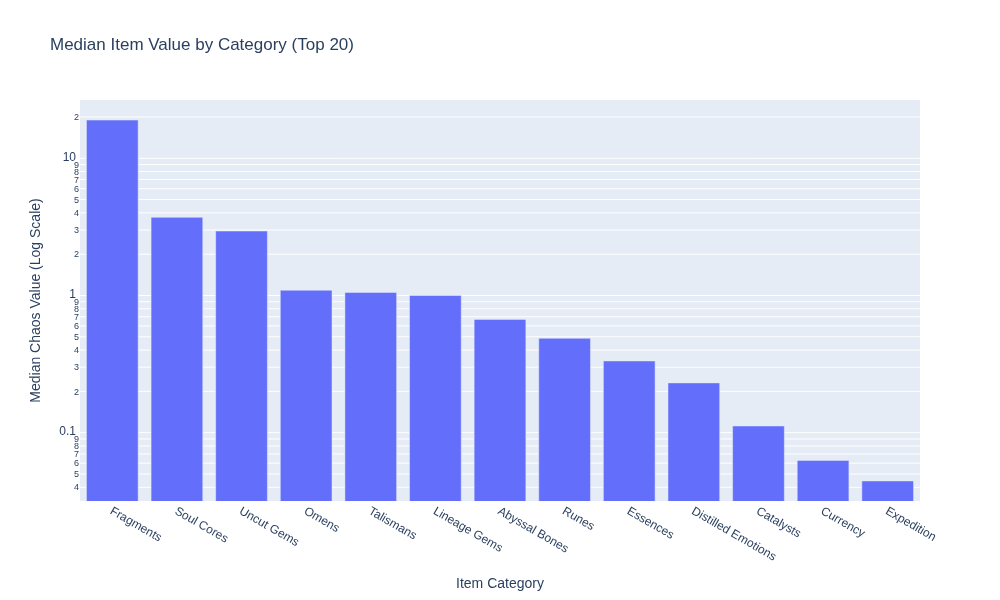 Median Item Value by Category (Top 20)
Median Chaos Value (Log Scale)
2
10
9
8
7
6
5
4
3
2
1
9
8
7
6
5
4
3
2
0.1
9
8
7
6
5
4
Fragments
Soul Cores
Uncut Gems
Omens
Talismans
Lineage Gems
Abyssal Bones
Runes
Essences
Distilled Emotions
Catalysts
Currency
Expedition
Item Category